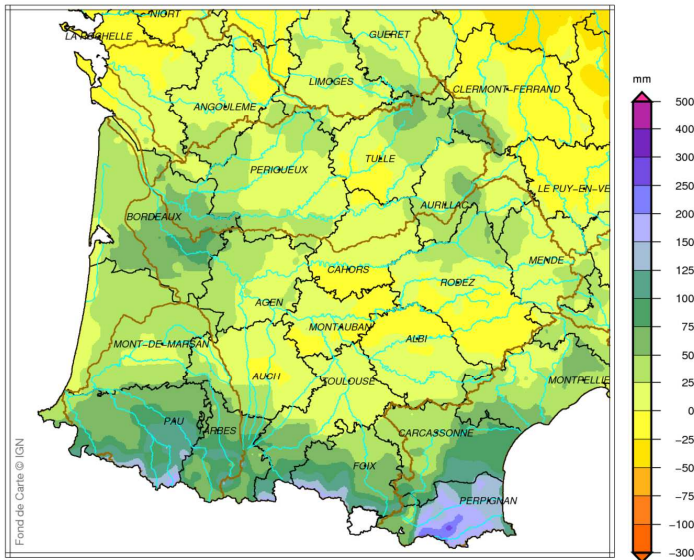 NIORT
LA ROCHELLE
GUERET
LIMOGES
CLERMONT-FERRAND
ANGOULEME
PERIGUEUX
TULLE
LE PUY-EN-VE
AURILLAC
BORDEAUX
MENDE
CAHORS
RODEZ
AGEN
MONTAUBAN
ALBI
MONT-DE-MARSAN
AUCH
TOULOUSE
MONTPELLIE
PAU
TARBES
CARCASSONNE
FOIX
PERPIGNAN
Fond de Carte © IGN
mm
500
400
300
250
200
150
125
100
75
50
25
0
-25
-50
-75
-100
-300